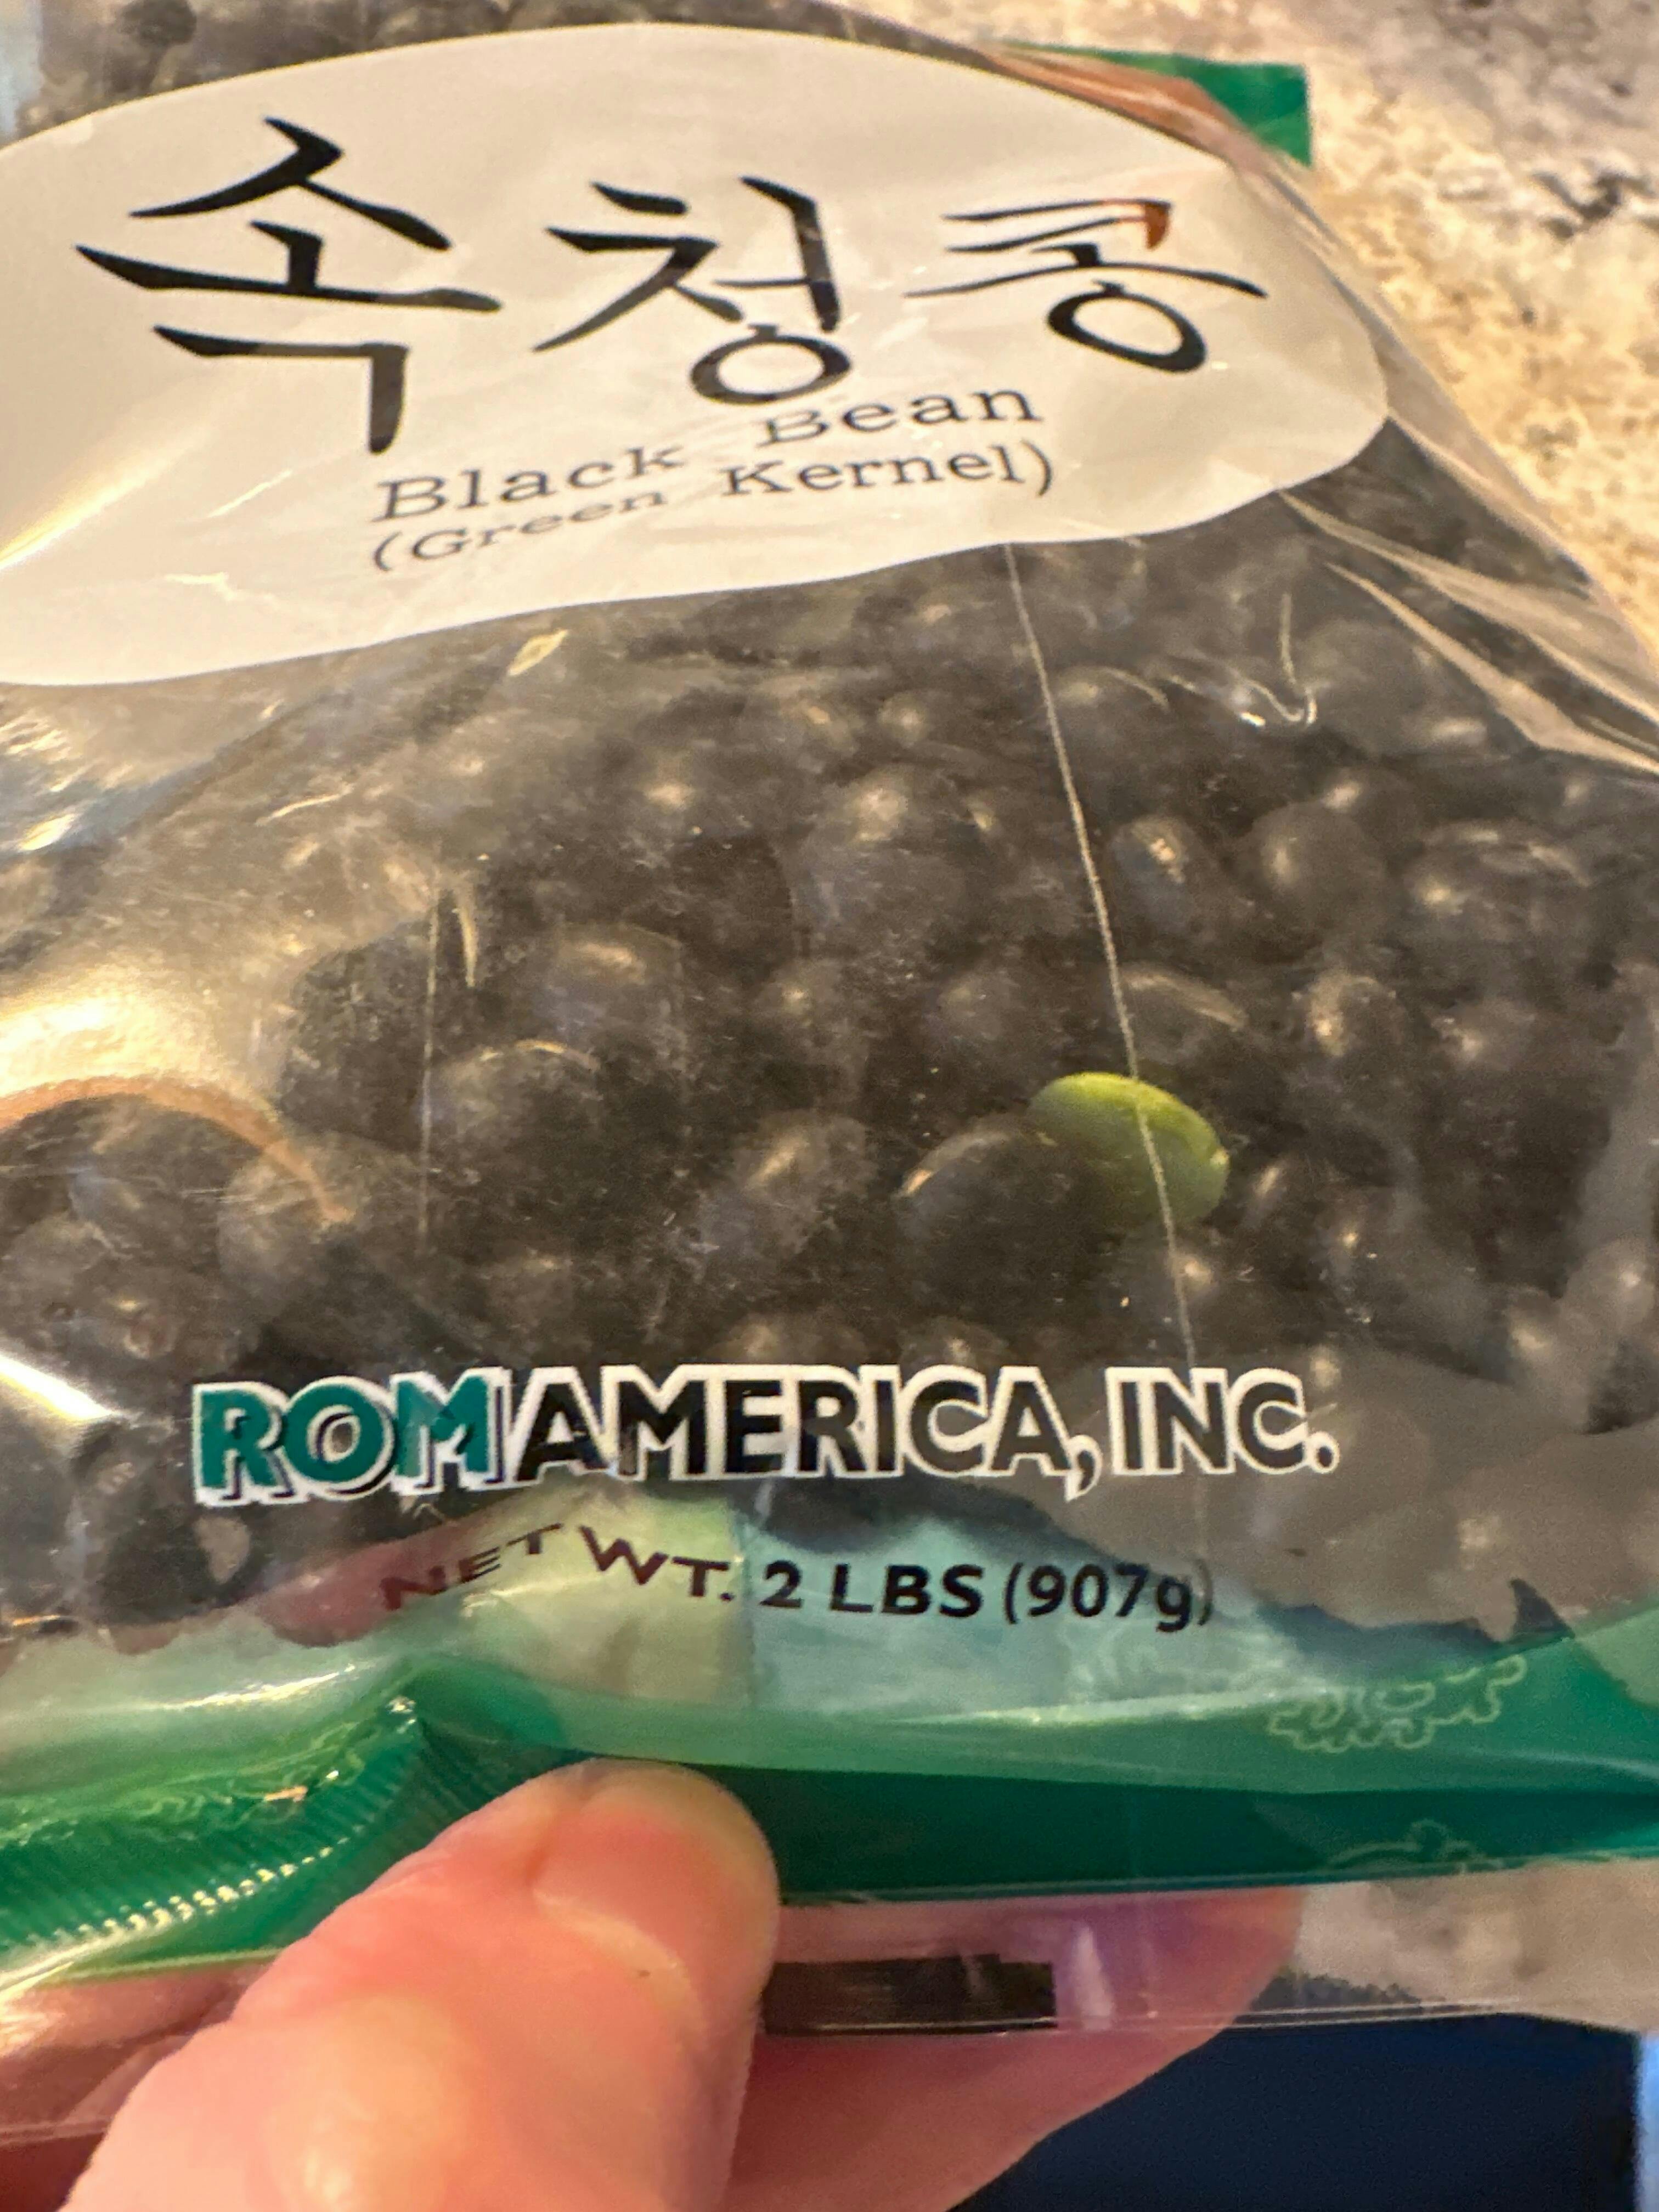 속청콩
Black Bean
(Green Kernel)
ROMAMERICA, INC.
NET WT. 2 LBS (907g)